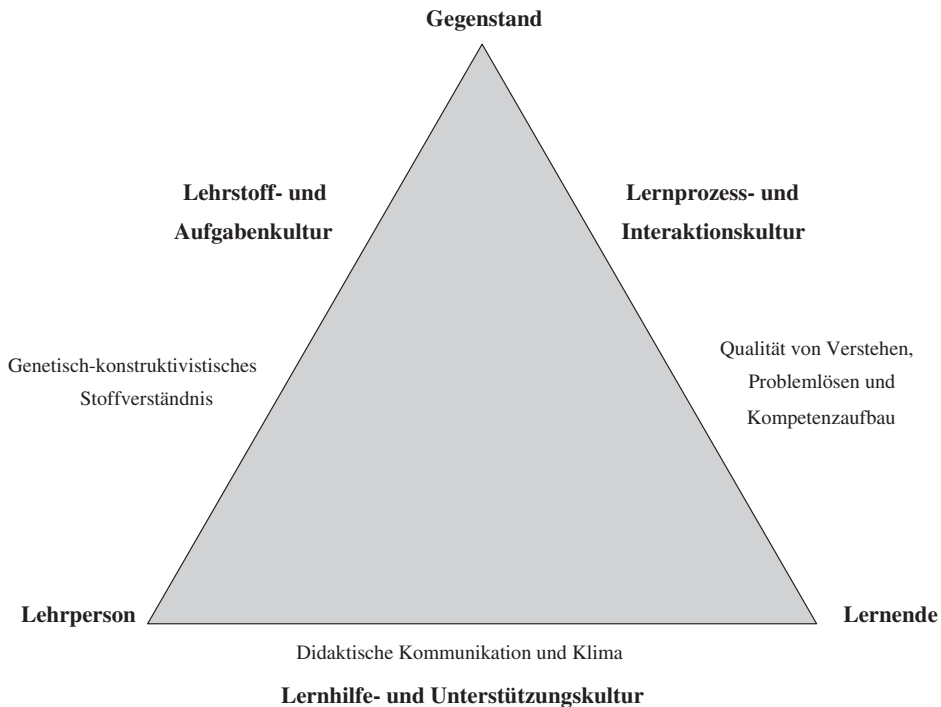 Gegenstand
Lehrstoff- und
Aufgabenkultur
Lernprozess- und
Interaktionskultur
Genetisch-konstruktivistisches
Stoffverständnis
Qualität von Verstehen,
Problemlösen und
Kompetenzaufbau
Lehrperson
Lernende
Didaktische Kommunikation und Klima
Lernhilfe- und Unterstützungskultur